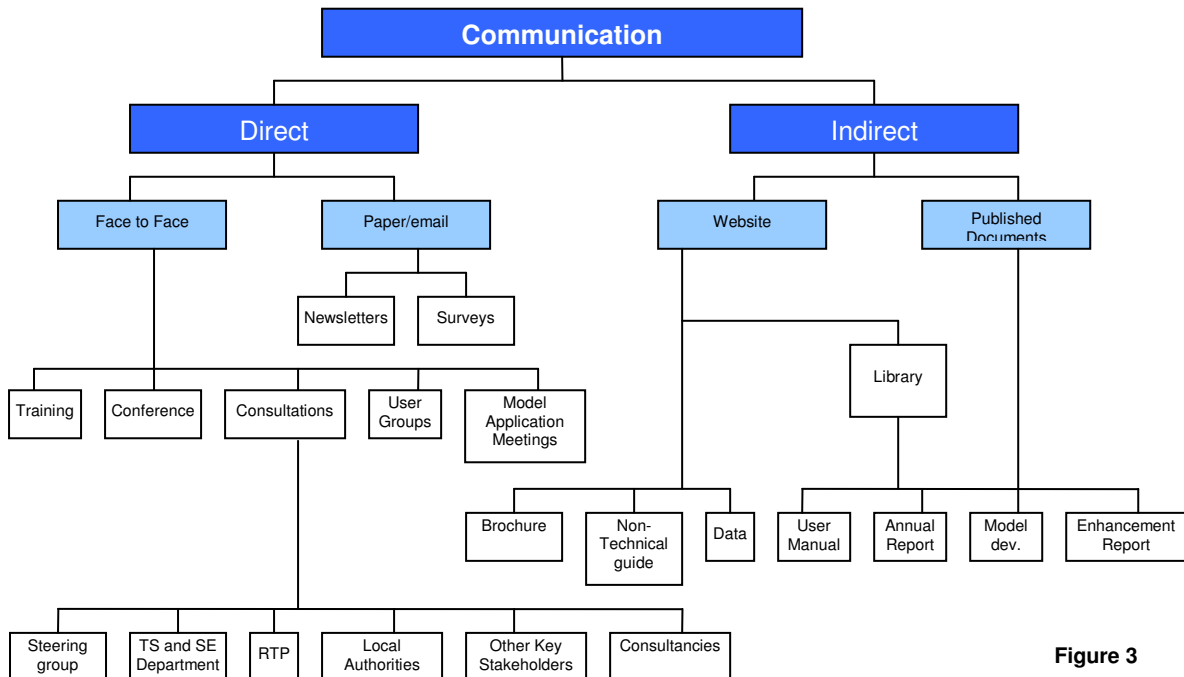 Communication
Direct
Indirect
Face to Face
Paper/email
Website
Published
Documents
Newsletters
Surveys
Library
Training
Conference
Consultations
User
Groups
Model
Application
Meetings
Brochure
Non-
Technical
guide
Data
User
Manual
Annual
Report
Model
dev.
Enhancement
Report
Steering
group
TS and SE
Department
RTP
Local
Authorities
Other Key
Stakeholders
Consultancies
Figure 3